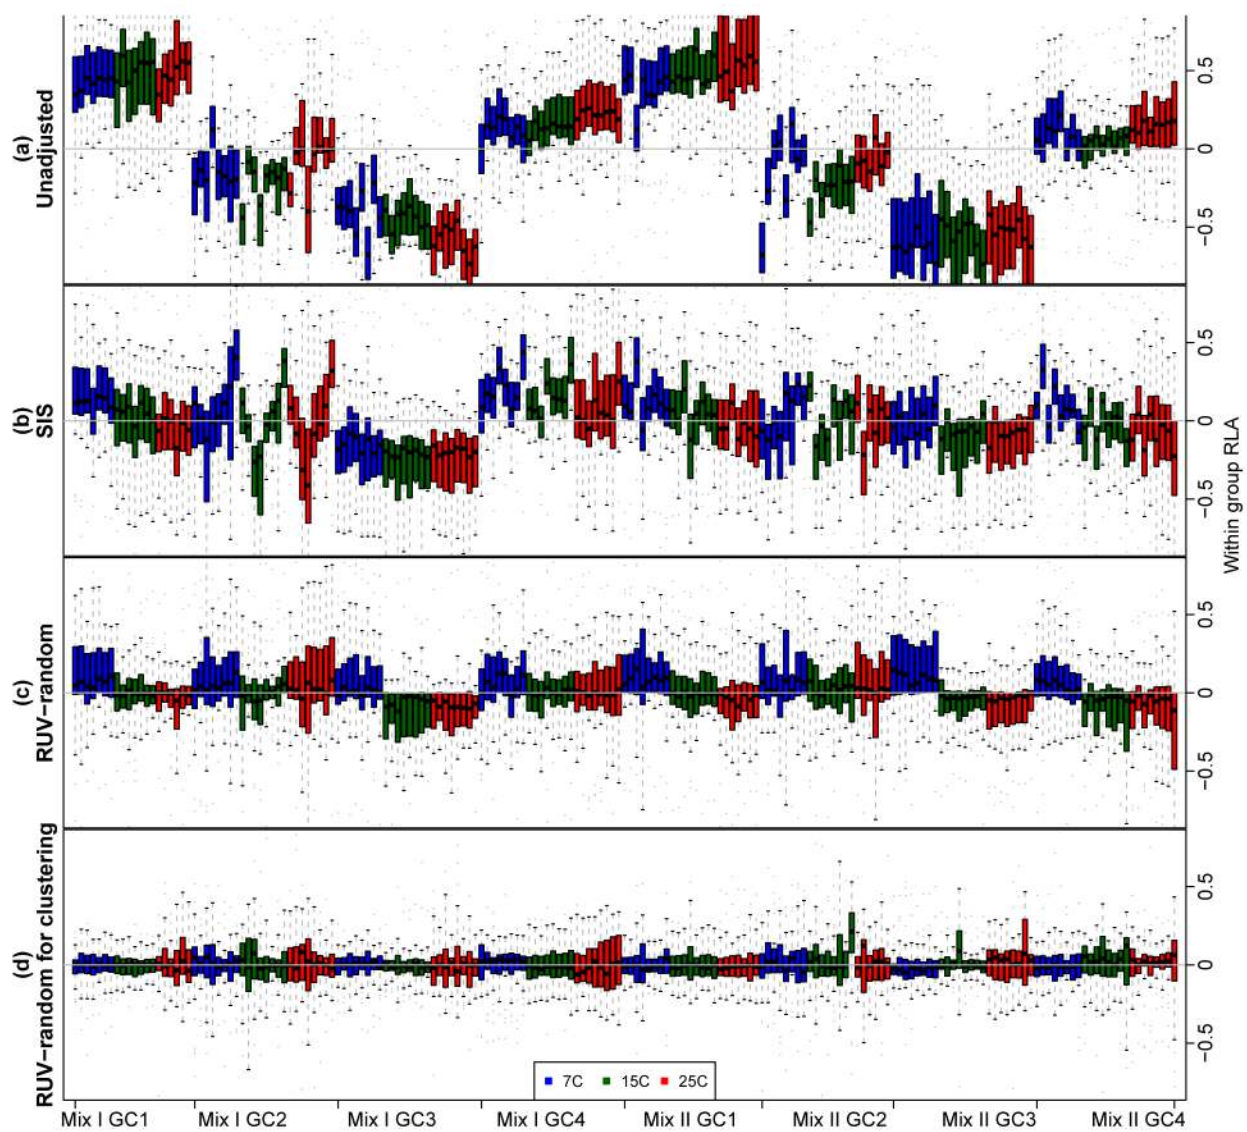 (a)
Unadjusted
0.5
0
−0.5
(b)
SIS
0.5
0
−0.5
Within group RLA
(c)
RUV−random
0.5
0
−0.5
(d)
RUV−random for clustering
0.5
0
−0.5
7C 15C 25C
Mix I GC1 Mix I GC2 Mix I GC3 Mix I GC4 Mix II GC1 Mix II GC2 Mix II GC3 Mix II GC4